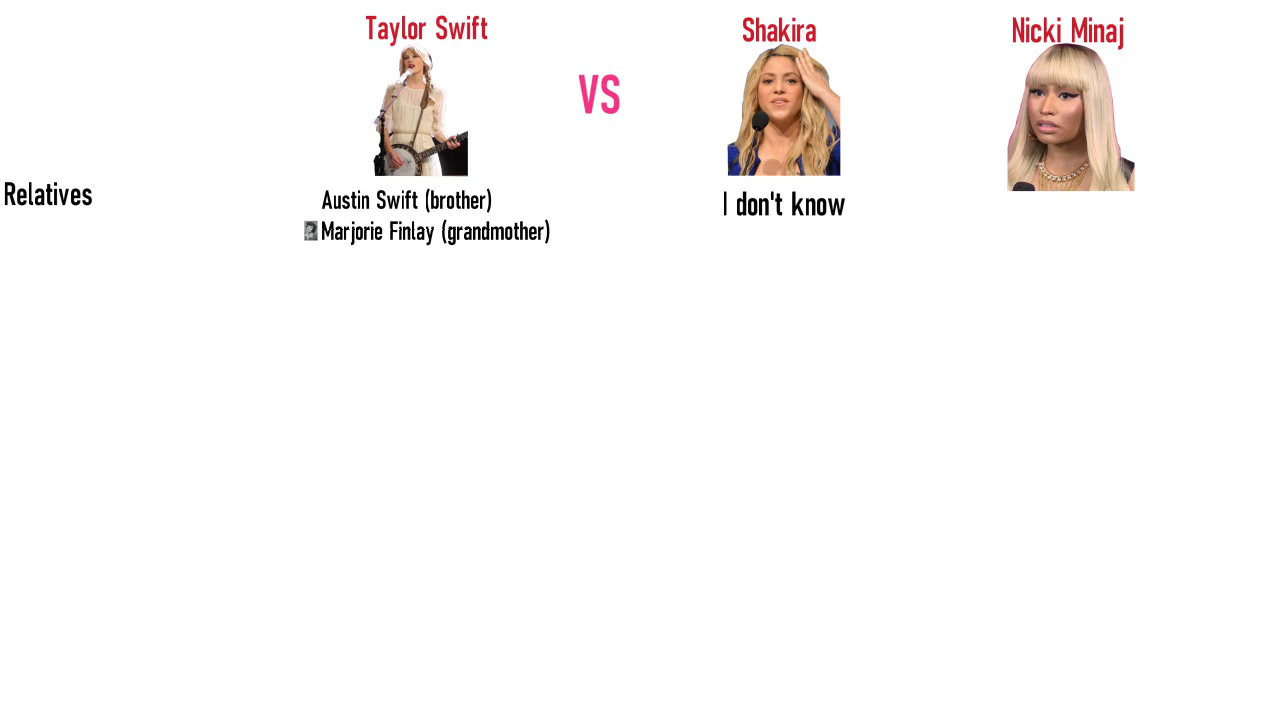 Taylor Swift
VS
Shakira
Nicki Minaj
Relatives
Austin Swift (brother)
Marjorie Finlay (grandmother)
I don't know